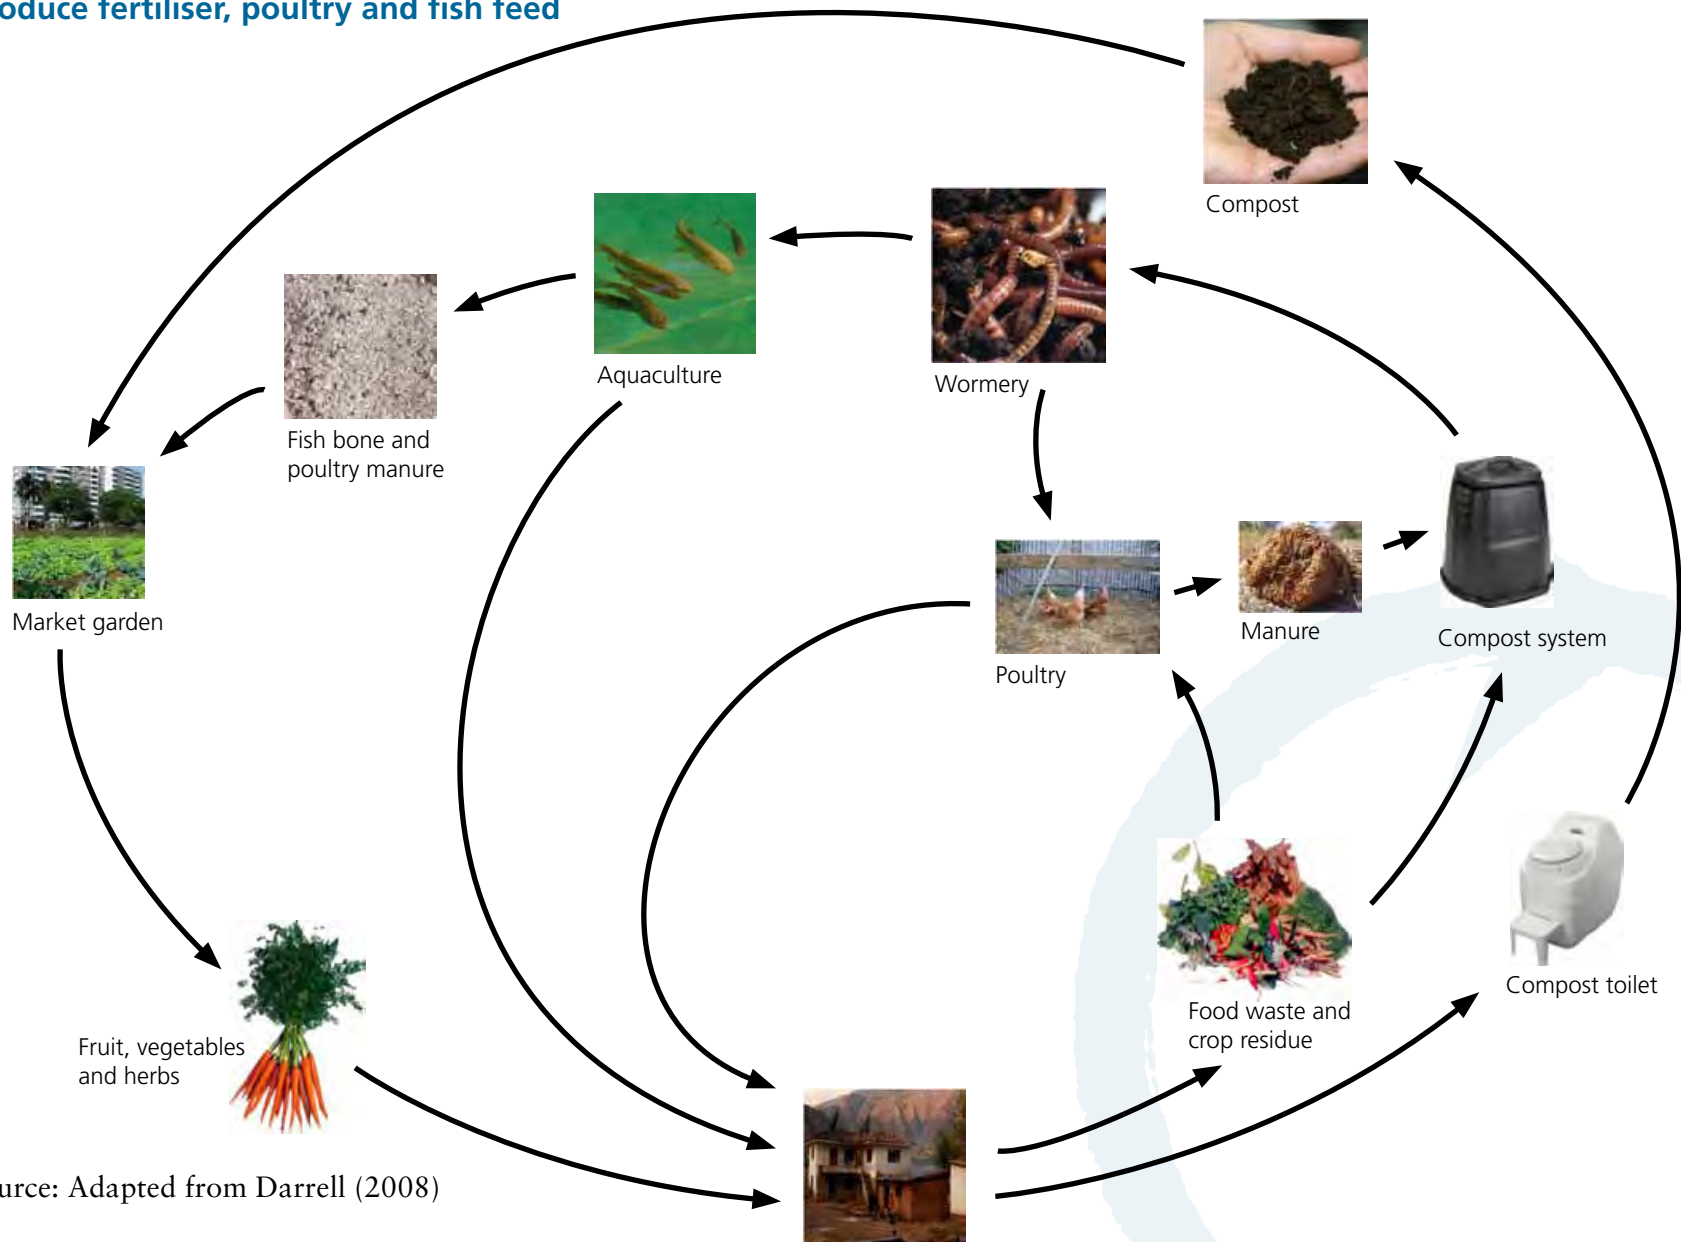 oduce fertiliser, poultry and fish feed
Compost
Aquaculture
Wormery
Fish bone and
poultry manure
Market garden
Manure
Compost system
Poultry
Compost toilet
Food waste and
crop residue
Fruit, vegetables
and herbs
urce: Adapted from Darrell (2008)